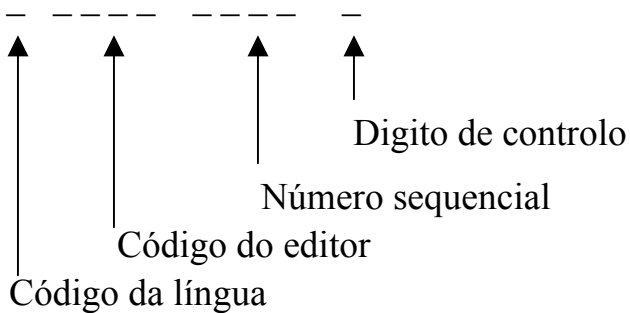 _ _ _ _ _ _ _ _ _ _
Digito de controlo
Número sequencial
Código do editor
Código da língua